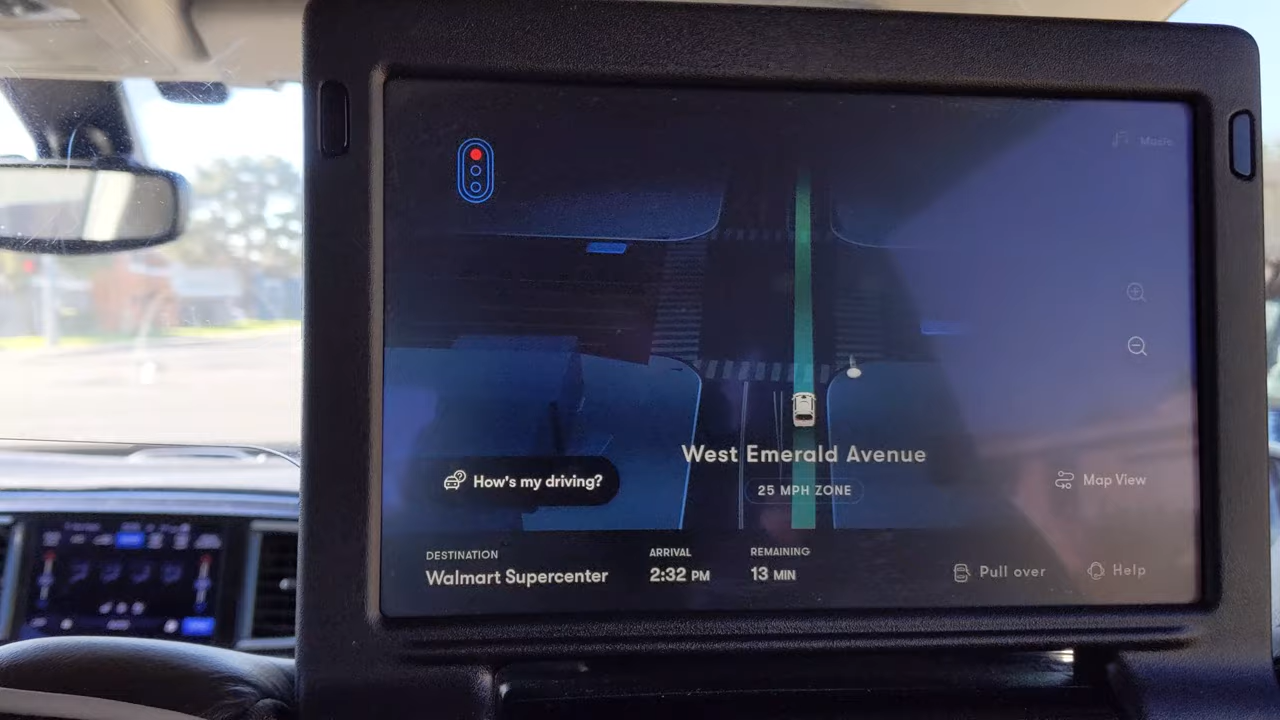 Music
West Emerald Avenue
25 MPH ZONE
How's my driving?
Map View
DESTINATION
Walmart Supercenter
ARRIVAL
2:32 PM
REMAINING
13 MIN
Pull over
Help